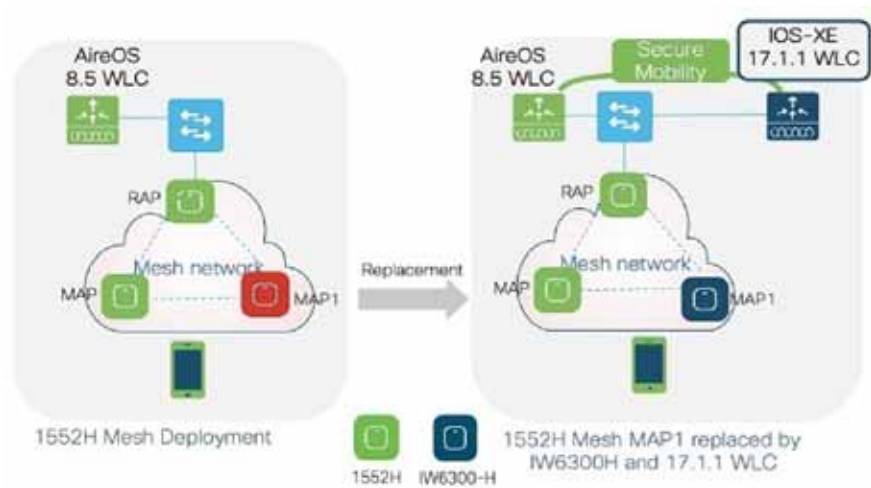 AireOS
8.5 WLC
RAP
Mesh network
MAP
MAP1
1552H Mesh Deployment
Replacement
1552H
IW6300-H
AireOS
8.5 WLC
Secure
Mobility
IOS-XE
17.1.1 WLC
RAP
Mesh network
MAP
MAP1
1552H Mesh MAP1 replaced by
IW6300H and 17.1.1 WLC